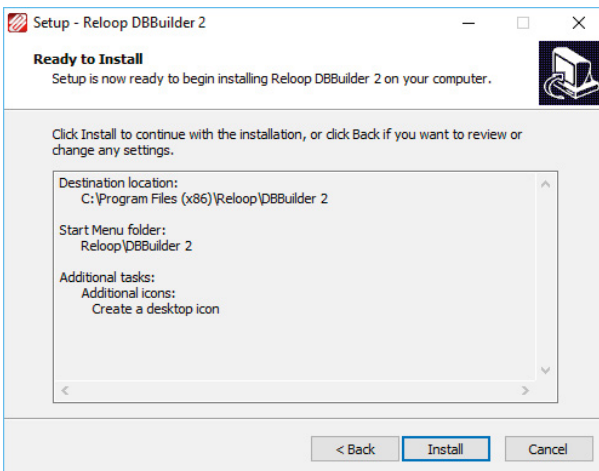 Setup - Reloop DBBuilder 2
Ready to Install
Setup is now ready to begin installing Reloop DBBuilder 2 on your computer.
Click Install to continue with the installation, or click Back if you want to review or
change any settings.
Destination location:
C:\Program Files (x86)\Reloop\DBBuilder 2
Start Menu folder:
Reloop\DBBuilder 2
Additional tasks:
Additional icons:
Create a desktop icon
< Back
Install
Cancel